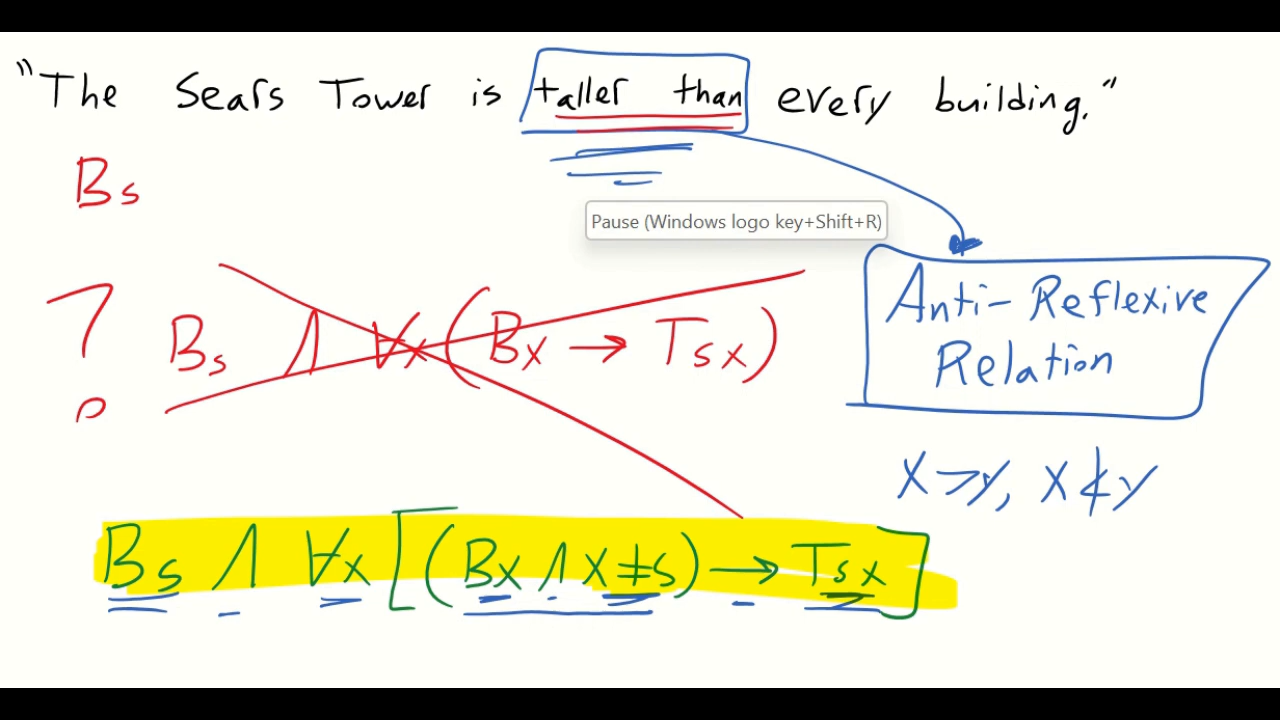 "The Sears Tower is taller than every building."
Bs
Pause (Windows logo key+Shift+R)
Anti-Reflexive
Relation
? Bs ∧ ∀x (Bx → Tsx)
x > y, x ≮ y
Bs ∧ ∀x [(Bx ∧ x ≠ s) → Tsx]